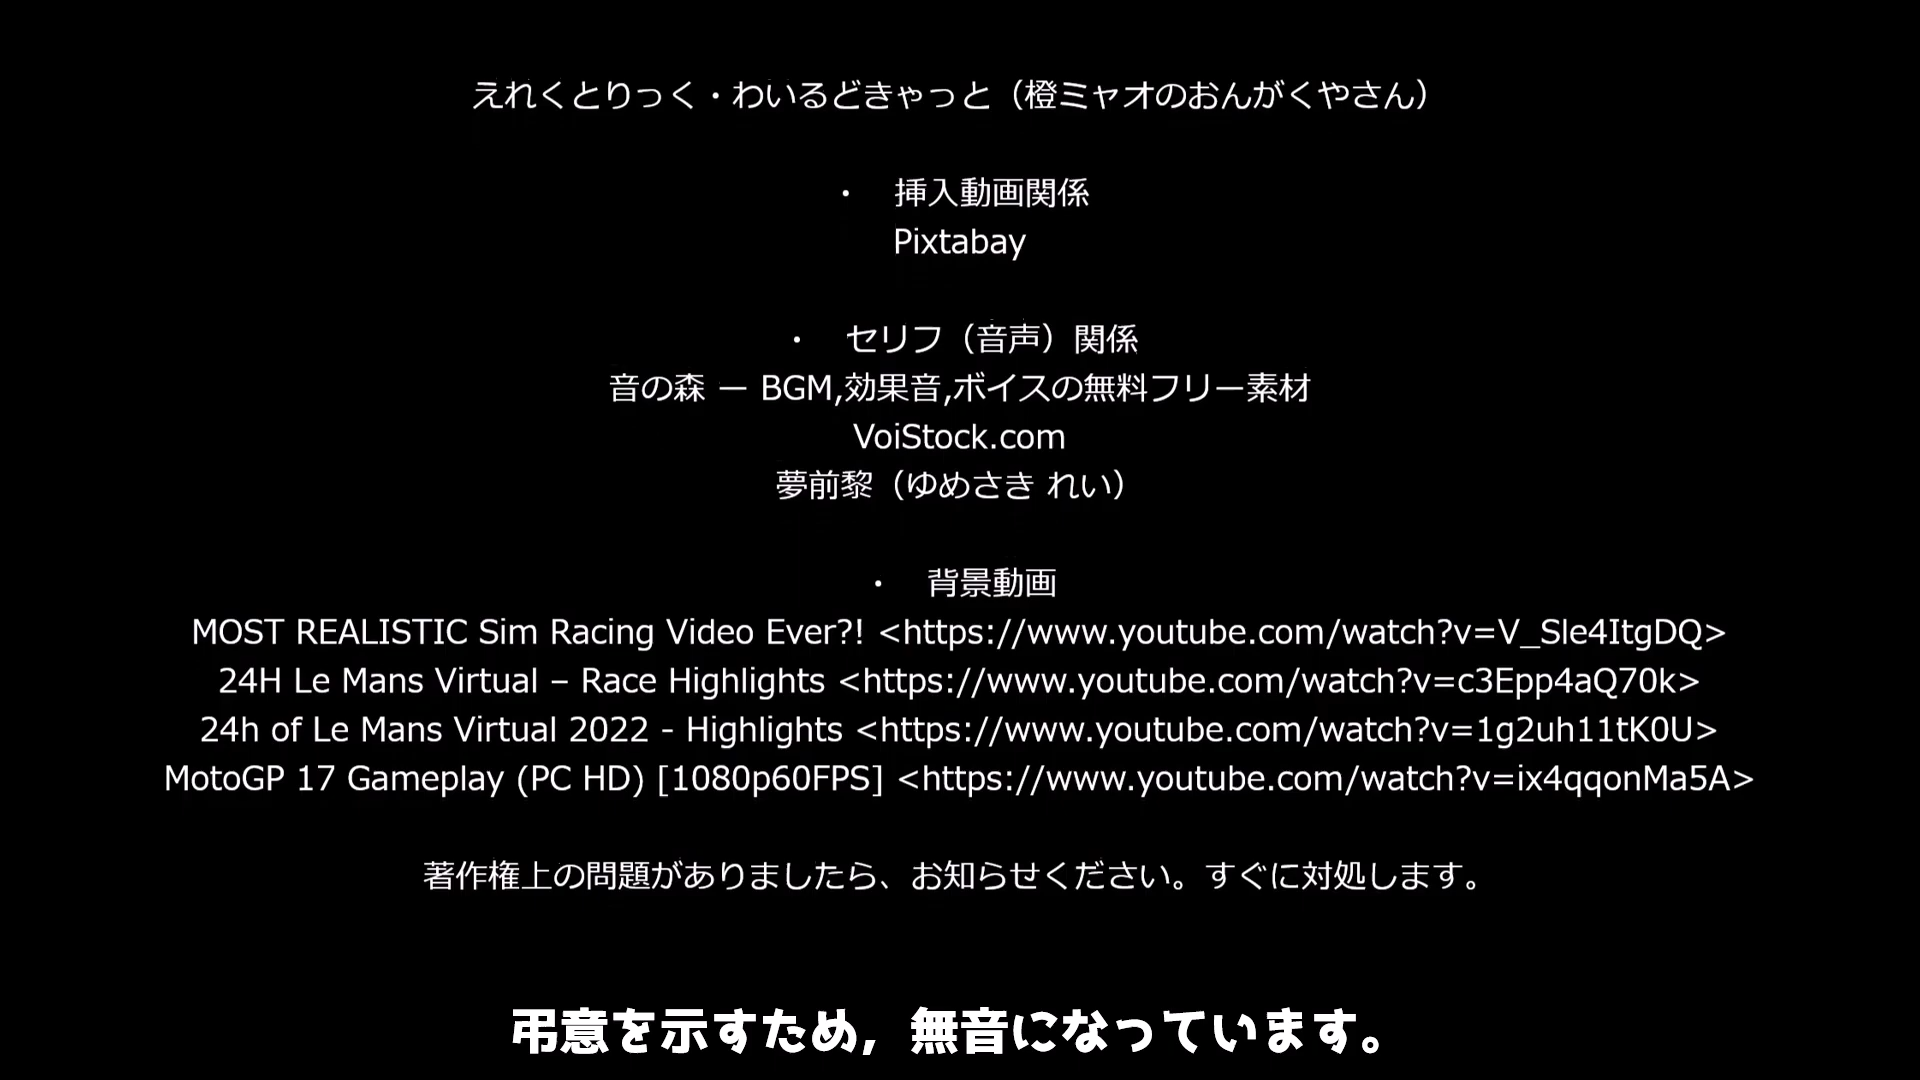 えれくとりっく・わいるどきゃっと（橙ミャオのおんがくやさん）
・　挿入動画関係
Pixtabay
・　セリフ（音声）関係
音の森 ー BGM,効果音,ボイスの無料フリー素材
VoiStock.com
夢前黎（ゆめさき れい）
・　背景動画
MOST REALISTIC Sim Racing Video Ever?! <https://www.youtube.com/watch?v=V_Sle4ItgDQ>
24H Le Mans Virtual – Race Highlights <https://www.youtube.com/watch?v=c3Epp4aQ70k>
24h of Le Mans Virtual 2022 - Highlights <https://www.youtube.com/watch?v=1g2uh11tK0U>
MotoGP 17 Gameplay (PC HD) [1080p60FPS] <https://www.youtube.com/watch?v=ix4qqonMa5A>
著作権上の問題がありましたら、お知らせください。すぐに対処します。
弔意を示すため，無音になっています。